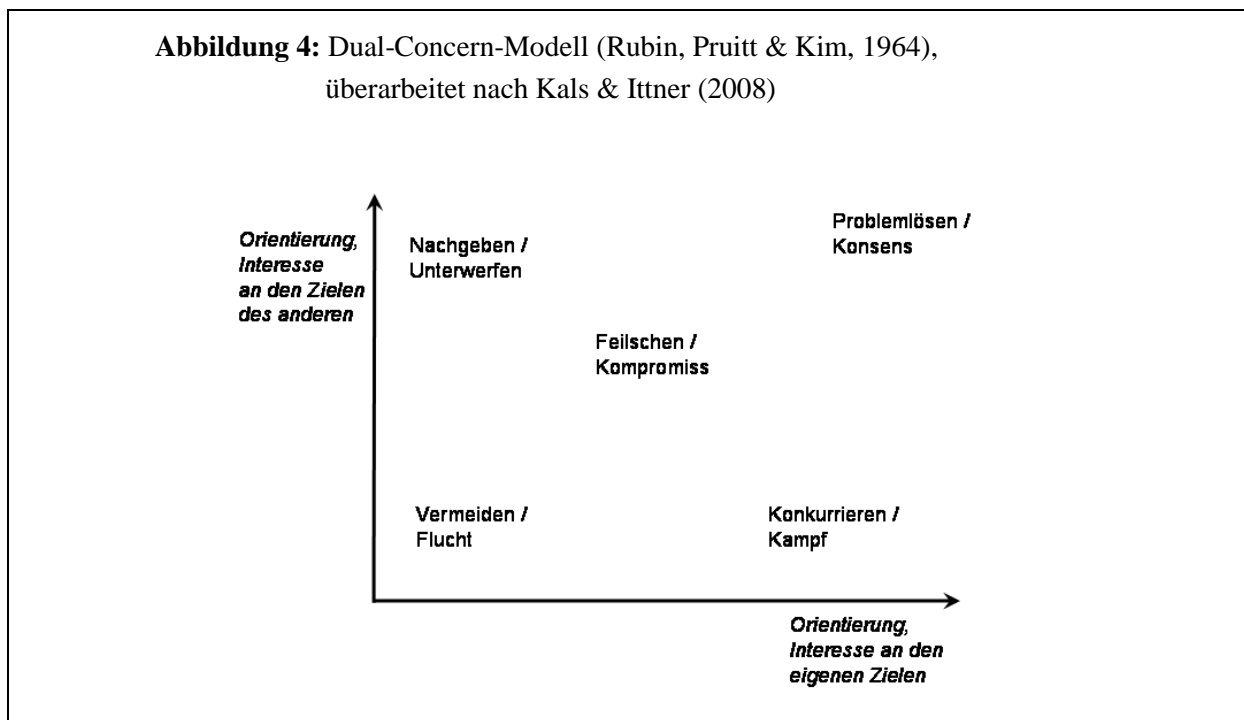 Abbildung 4: Dual-Concern-Modell (Rubin, Pruitt & Kim, 1964),
überarbeitet nach Kals & Ittner (2008)
Orientierung,
Interesse
an den Zielen
des anderen
Nachgeben /
Unterwerfen
Problemlösen /
Konsens
Feilschen /
Kompromiss
Vermeiden /
Flucht
Konkurrieren /
Kampf
Orientierung,
Interesse an den
eigenen Zielen